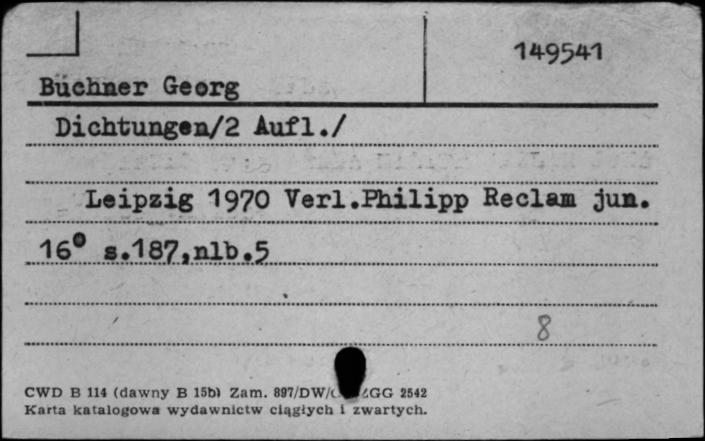 149541
Büchner Georg
Dichtungen/2 Aufl./
Leipzig 1970 Verl.Philipp Reclam jun.
16° s.187,nlb.5
8
CWD B 114 (dawny B 15b) Zam. 897/DW/ ZGG 2542
Karta katalogowa wydawnictw ciągłych i zwartych.